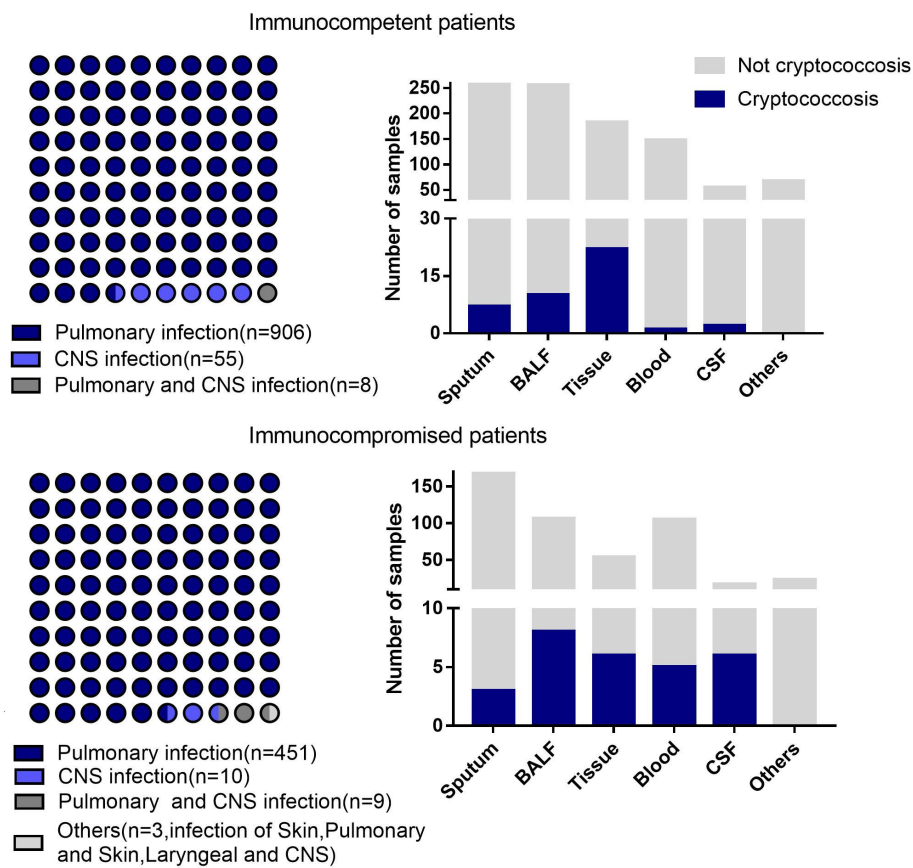 Immunocompetent patients
Pulmonary infection(n=906)
CNS infection(n=55)
Pulmonary and CNS infection(n=8)
Not cryptococcosis
Cryptococcosis
Number of samples
250
200
150
100
50
30
15
0
Sputum
BALF
Tissue
Blood
CSF
Others
Immunocompromised patients
Pulmonary infection(n=451)
CNS infection(n=10)
Pulmonary and CNS infection(n=9)
Others(n=3,infection of Skin,Pulmonary
and Skin,Laryngeal and CNS)
Number of samples
150
100
50
10
5
0
Sputum
BALF
Tissue
Blood
CSF
Others